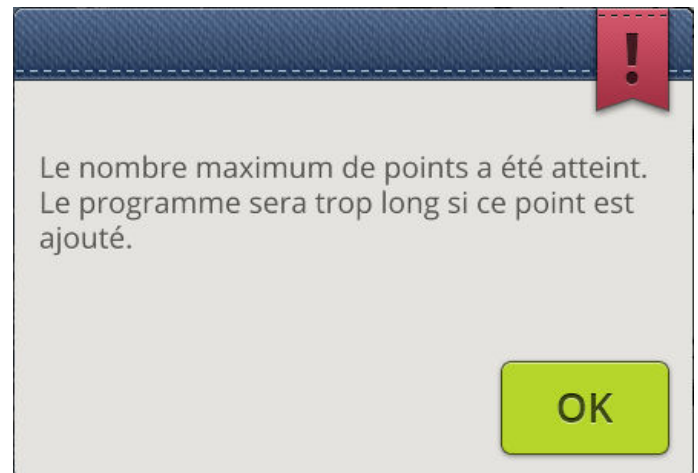 !
Le nombre maximum de points a été atteint.
Le programme sera trop long si ce point est
ajouté.
OK